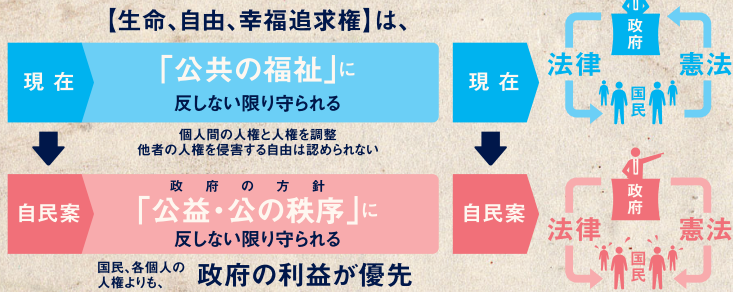 【生命、自由、幸福追求権】は、
現在
「公共の福祉」に
反しない限り守られる
個人間の人権と人権を調整
他者の人権を侵害する自由は認められない
自民案
政府の方針
「公益・公の秩序」に
反しない限り守られる
国民、各個人の
人権よりも、
政府の利益が優先
現在
政府
法律
憲法
国民
自民案
政府
法律
憲法
国民